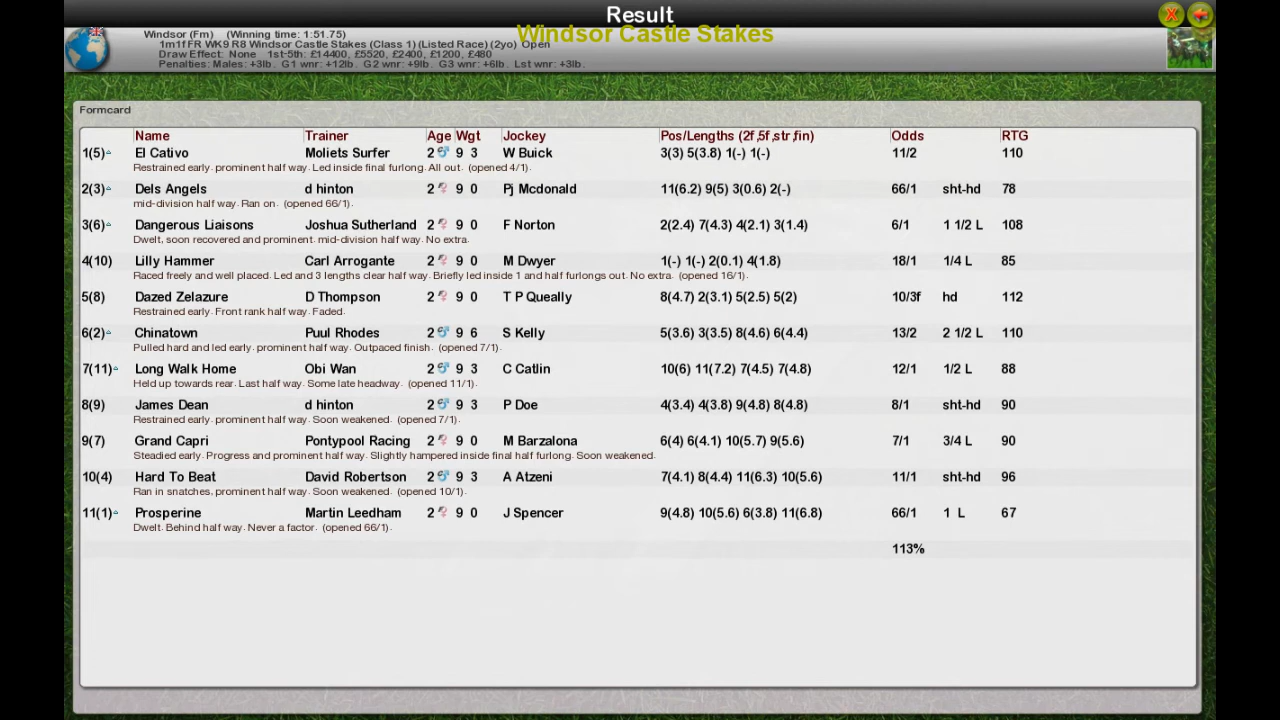 Result
Windsor Castle Stakes
Windsor (Fm) (Winning time: 1:51.75)
1m1f FR WK9 R8 Windsor Castle Stakes (Class 1) (Listed Race) (2yo) Open
Draw Effect: None 1st-5th: £14400, £5520, £2400, £1200, £480
Penalties: Males: +3lb. G1 wnr: +12lb. G2 wnr: +9lb. G3 wnr: +6lb. Lst wnr: +3lb.
Formcard
Name Trainer Age Wgt Jockey Pos/Lengths (2f,5f,str,fin) Odds RTG
1(5) El Cativo Moliets Surfer 2 9 3 W Buick 3(3) 5(3.8) 1(-) 1(-) 11/2 110
Restrained early. prominent half way. Led inside final furlong. All out. (opened 4/1).
2(3) Dels Angels d hinton 2 9 0 Pj Mcdonald 11(6.2) 9(5) 3(0.6) 2(-) 66/1 sht-hd 78
mid-division half way. Ran on. (opened 66/1).
3(6) Dangerous Liaisons Joshua Sutherland 2 9 0 F Norton 2(2.4) 7(4.3) 4(2.1) 3(1.4) 6/1 1 1/2 L 108
Dwelt, soon recovered and prominent. mid-division half way. No extra.
4(10) Lilly Hammer Carl Arrogante 2 9 0 M Dwyer 1(-) 1(-) 2(0.1) 4(1.8) 18/1 1/4 L 85
Raced freely and well placed. Led and 3 lengths clear half way. Briefly led inside 1 and half furlongs out. No extra. (opened 16/1).
5(8) Dazed Zelazure D Thompson 2 9 0 T P Queally 8(4.7) 2(3.1) 5(2.5) 5(2) 10/3f hd 112
Restrained early. Front rank half way. Faded.
6(2) Chinatown Puul Rhodes 2 9 6 S Kelly 5(3.6) 3(3.5) 8(4.6) 6(4.4) 13/2 2 1/2 L 110
Pulled hard and led early. prominent half way. Outpaced finish. (opened 7/1).
7(11) Long Walk Home Obi Wan 2 9 3 C Catlin 10(6) 11(7.2) 7(4.5) 7(4.8) 12/1 1/2 L 88
Held up towards rear. Last half way. Some late headway. (opened 11/1).
8(9) James Dean d hinton 2 9 3 P Doe 4(3.4) 4(3.8) 9(4.8) 8(4.8) 8/1 sht-hd 90
Restrained early. prominent half way. Soon weakened. (opened 7/1).
9(7) Grand Capri Pontypool Racing 2 9 0 M Barzalona 6(4) 6(4.1) 10(5.7) 9(5.6) 7/1 3/4 L 90
Steadied early. Progress and prominent half way. Slightly hampered inside final half furlong. Soon weakened.
10(4) Hard To Beat David Robertson 2 9 3 A Atzeni 7(4.1) 8(4.4) 11(6.3) 10(5.6) 11/1 sht-hd 96
Ran in snatches, prominent half way. Soon weakened. (opened 10/1).
11(1) Prosperine Martin Leedham 2 9 0 J Spencer 9(4.8) 10(5.6) 6(3.8) 11(6.8) 66/1 1 L 67
Dwelt. Behind half way. Never a factor. (opened 66/1).
113%